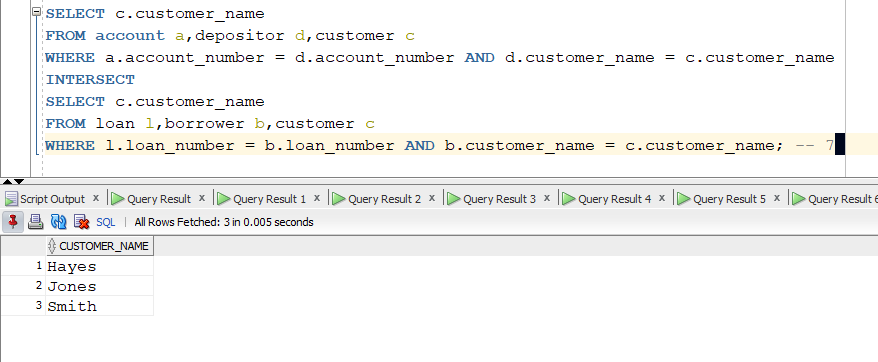 SELECT c.customer_name
FROM account a,depositor d,customer c
WHERE a.account_number = d.account_number AND d.customer_name = c.customer_name
INTERSECT
SELECT c.customer_name
FROM loan l,borrower b,customer c
WHERE l.loan_number = b.loan_number AND b.customer_name = c.customer_name; -- 7
Script Output x Query Result x Query Result 1 x Query Result 2 x Query Result 3 x Query Result 4 x Query Result 5 x Query Result 6
SQL | All Rows Fetched: 3 in 0.005 seconds
CUSTOMER_NAME
1 Hayes
2 Jones
3 Smith